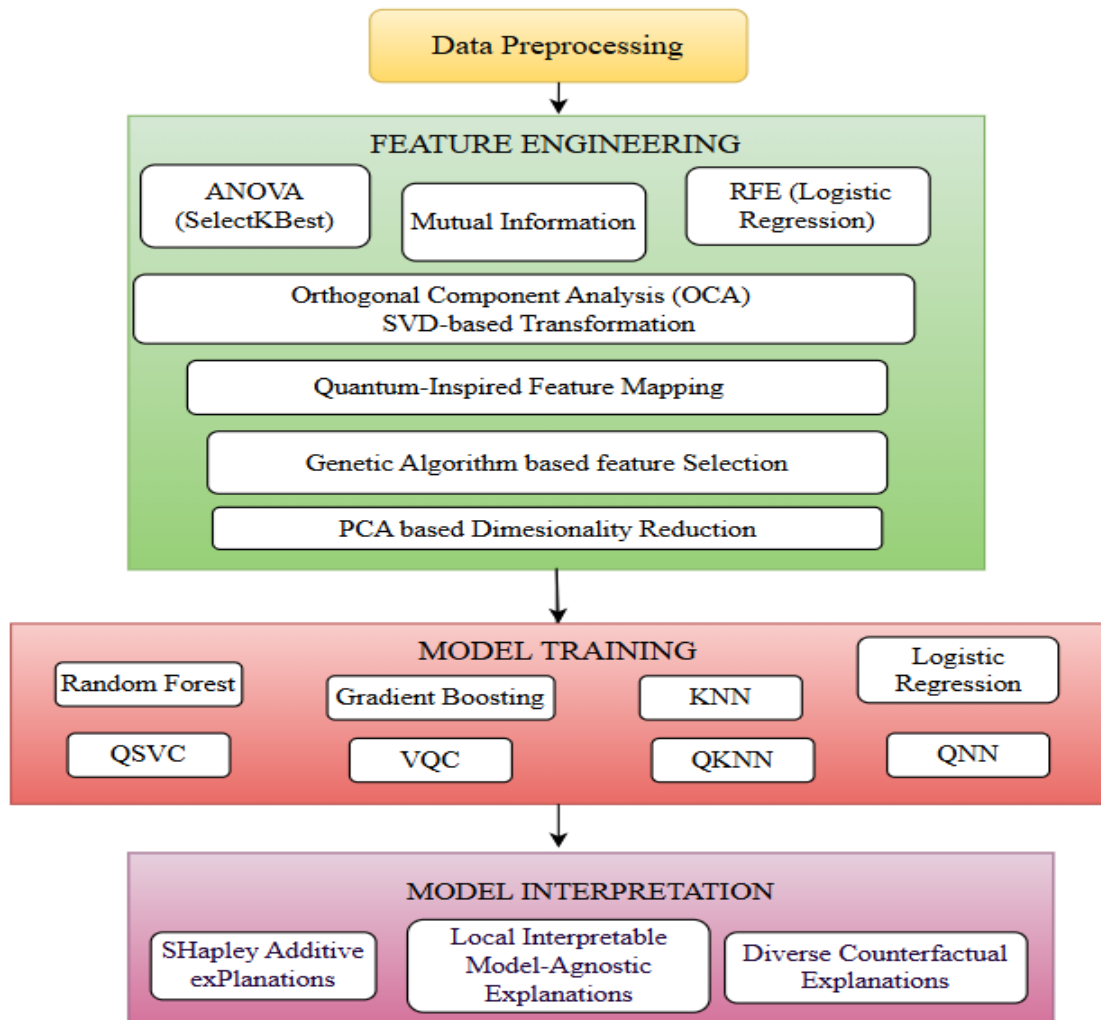 Data Preprocessing
FEATURE ENGINEERING
ANOVA
(SelectKBest)
Mutual Information
RFE (Logistic
Regression)
Orthogonal Component Analysis (OCA)
SVD-based Transformation
Quantum-Inspired Feature Mapping
Genetic Algorithm based feature Selection
PCA based Dimesionality Reduction
MODEL TRAINING
Random Forest
Gradient Boosting
KNN
Logistic
Regression
QSVC
VQC
QKNN
QNN
MODEL INTERPRETATION
SHapley Additive
exPlanations
Local Interpretable
Model-Agnostic
Explanations
Diverse Counterfactual
Explanations